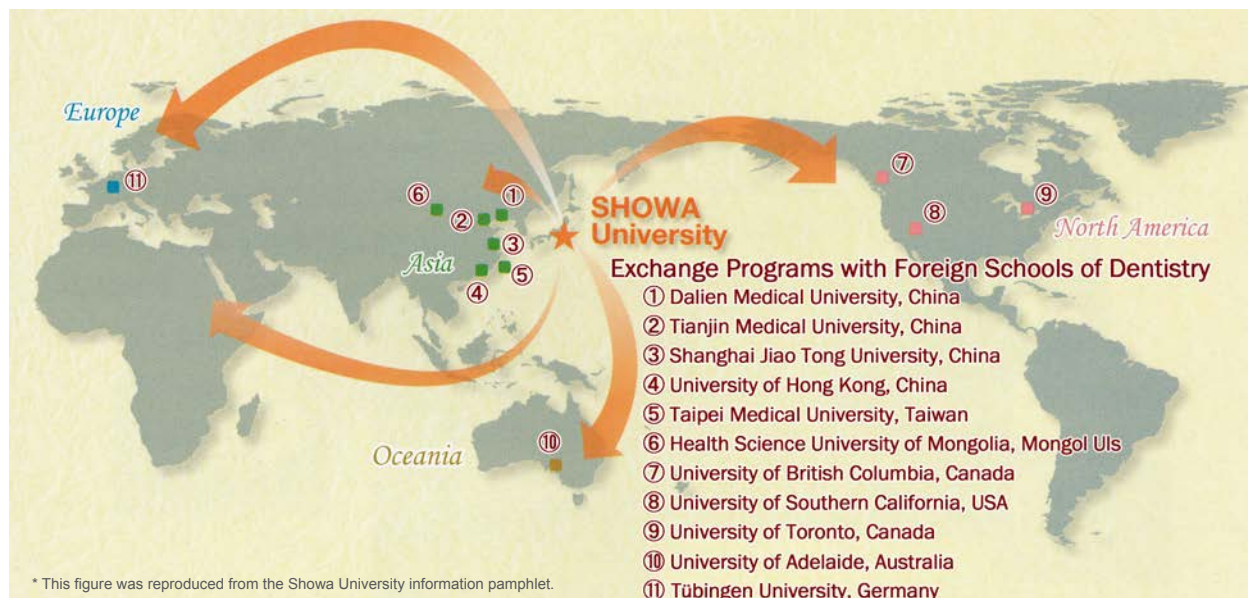 Europe
⑪
⑥
①
②
③
Asia
④
⑤
SHOWA
University
⑦
⑧
⑨
North America
Oceania
⑩
Exchange Programs with Foreign Schools of Dentistry
① Dalien Medical University, China
② Tianjin Medical University, China
③ Shanghai Jiao Tong University, China
④ University of Hong Kong, China
⑤ Taipei Medical University, Taiwan
⑥ Health Science University of Mongolia, Mongol Uls
⑦ University of British Columbia, Canada
⑧ University of Southern California, USA
⑨ University of Toronto, Canada
⑩ University of Adelaide, Australia
⑪ Tübingen University, Germany
* This figure was reproduced from the Showa University information pamphlet.